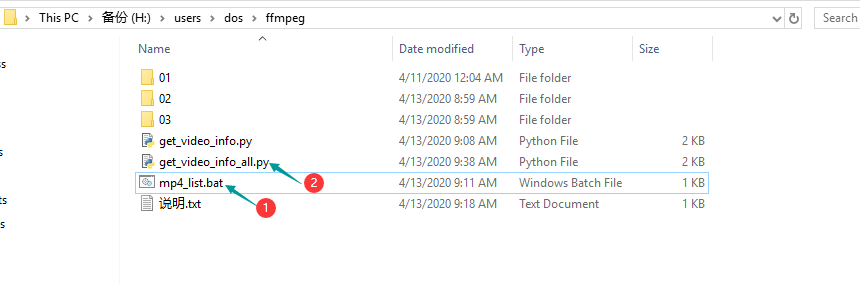 This PC > 备份 (H:) > users > dos > ffmpeg Search
Name Date modified Type Size
01 4/11/2020 12:04 AM File folder
02 4/13/2020 8:59 AM File folder
03 4/13/2020 8:59 AM File folder
get_video_info.py 4/13/2020 9:08 AM Python File 2 KB
get_video_info_all.py 4/13/2020 9:38 AM Python File 2 KB
2
mp4_list.bat 4/13/2020 9:11 AM Windows Batch File 1 KB
1
说明.txt 4/13/2020 9:18 AM Text Document 1 KB